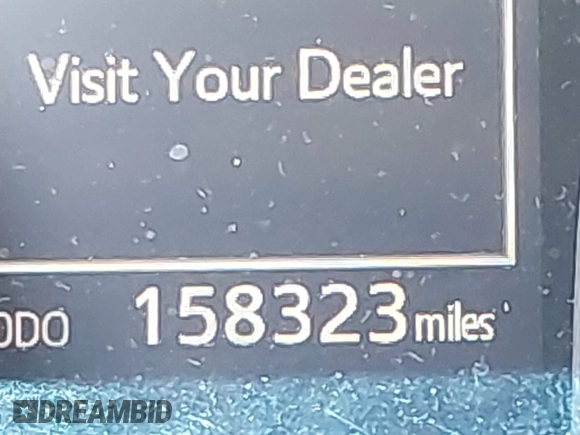 Visit Your Dealer
ODO 158323 miles
DREAMBID